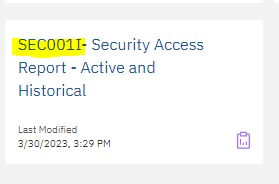 SEC001I- Security Access
Report - Active and
Historical
Last Modified
3/30/2023, 3:29 PM